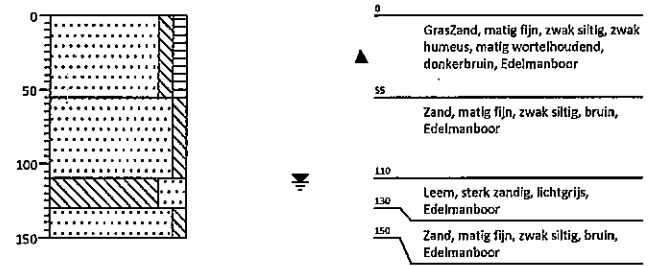 0
50
100
150
0
GrasZand, matig fijn, zwak siltig, zwak
humeus, matig wortelhoudend,
donkerbruin, Edelmanboor
55
Zand, matig fijn, zwak siltig, bruin,
Edelmanboor
110
Leem, sterk zandig, lichtgrijs,
Edelmanboor
130
Zand, matig fijn, zwak siltig, bruin,
Edelmanboor
150